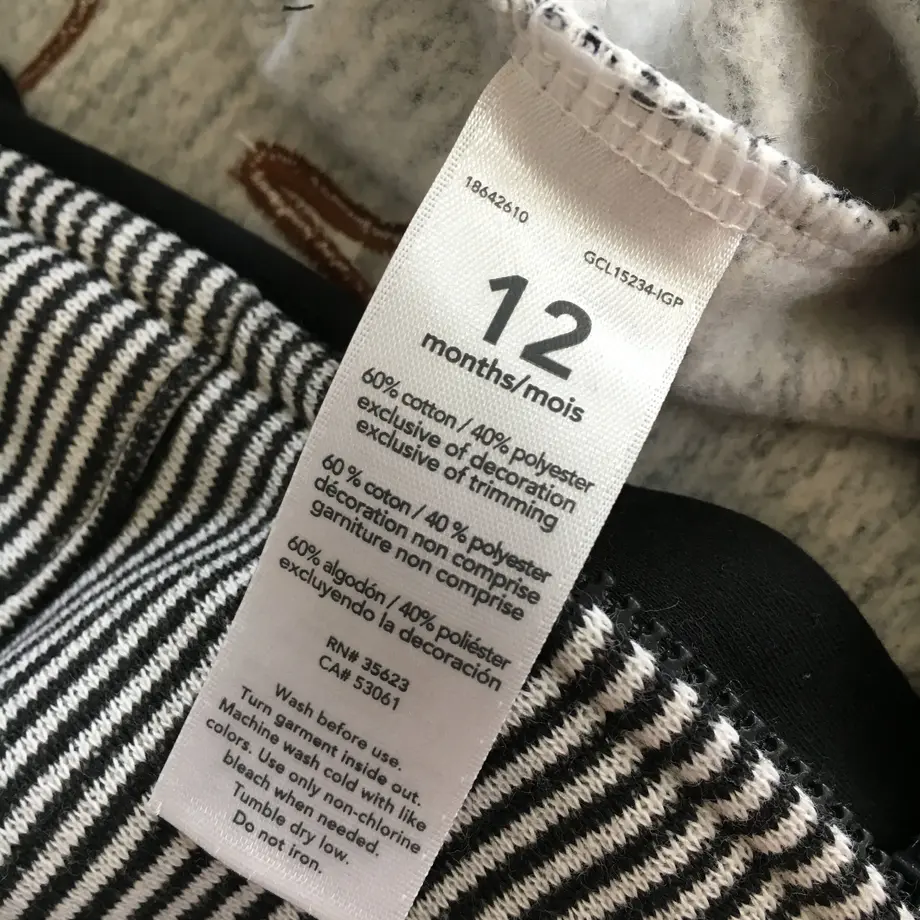 18642610
GCL15234-IGP
12
months/mois
60% cotton / 40% polyester
exclusive of decoration
exclusive of trimming
60 % coton / 40 % polyester
décoration non comprise
garniture non comprise
60% algodón / 40% poliéster
excluyendo la decoración
RN# 35623
CA# 53061
Wash before use.
Turn garment inside out.
Machine wash cold with like
colors. Use only non-chlorine
bleach when needed.
Tumble dry low.
Do not iron.